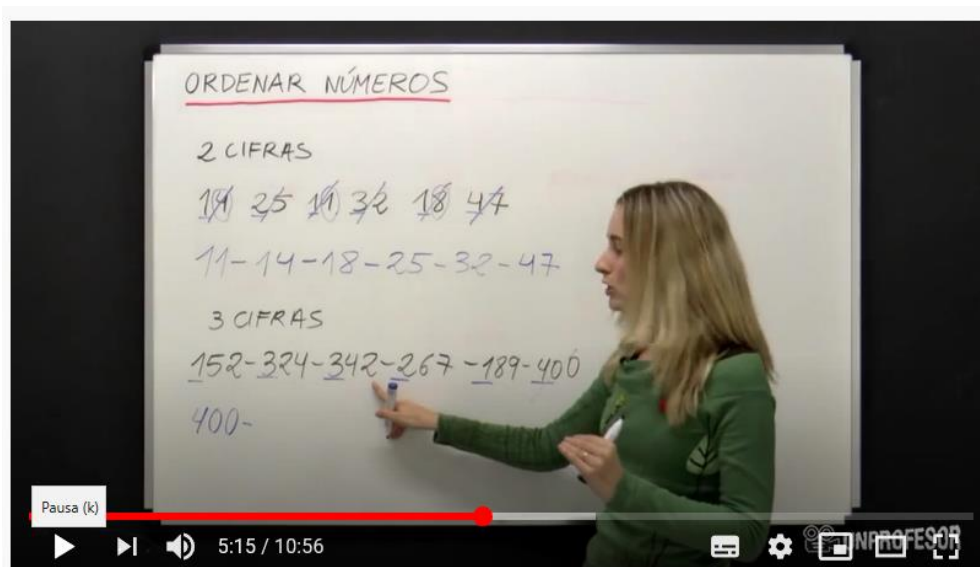 ORDENAR NÚMEROS
2 CIFRAS
14 25 11 32 18 47
11-14-18-25-32-47
3 CIFRAS
152-324-342-267-189-400
400-
Pausa (k)
5:15 / 10:56
UNPROFESOR